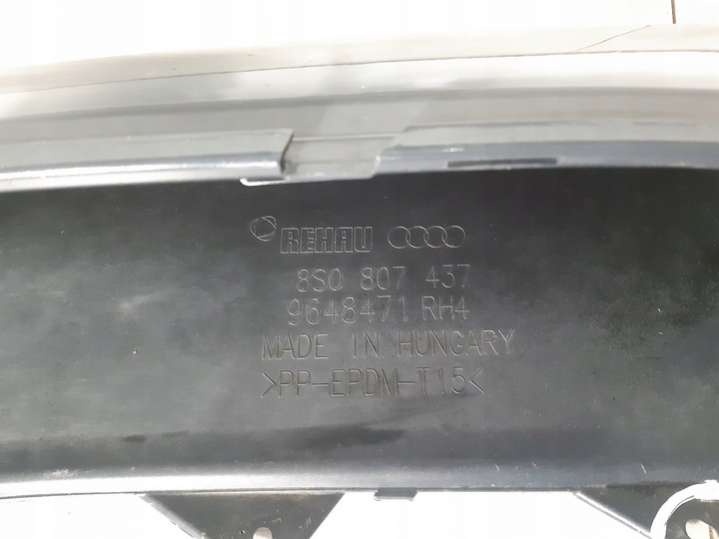 REHAU
8S0 807 437
9648471 RH4
MADE IN HUNGARY
>PP-EPDM-T15<